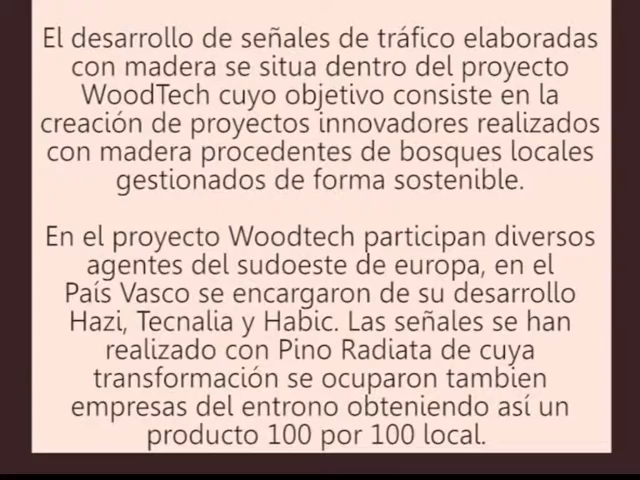 El desarrollo de señales de tráfico elaboradas
con madera se situa dentro del proyecto
WoodTech cuyo objetivo consiste en la
creación de proyectos innovadores realizados
con madera procedentes de bosques locales
gestionados de forma sostenible.
En el proyecto Woodtech participan diversos
agentes del sudoeste de europa, en el
País Vasco se encargaron de su desarrollo
Hazi, Tecnalia y Habic. Las señales se han
realizado con Pino Radiata de cuya
transformación se ocuparon tambien
empresas del entrono obteniendo así un
producto 100 por 100 local.